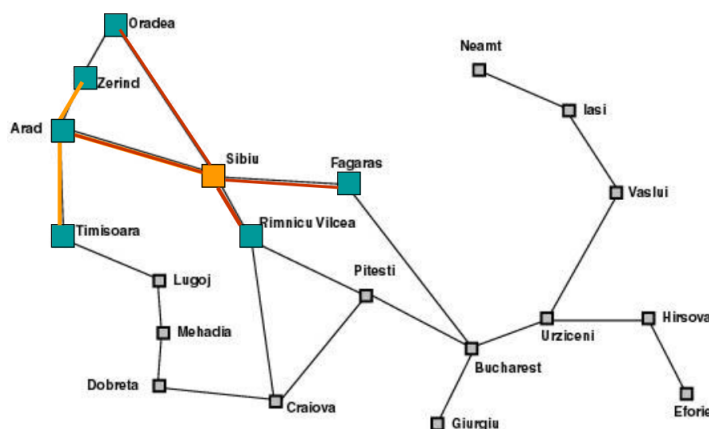 Oradea
Neamt
Zerind
Iasi
Arad
Sibiu
Fagaras
Vaslui
Timisoara
Rimnicu Vilcea
Lugoj
Pitesti
Hirsova
Mehadia
Urziceni
Bucharest
Dobreta
Craiova
Eforie
Giurgiu